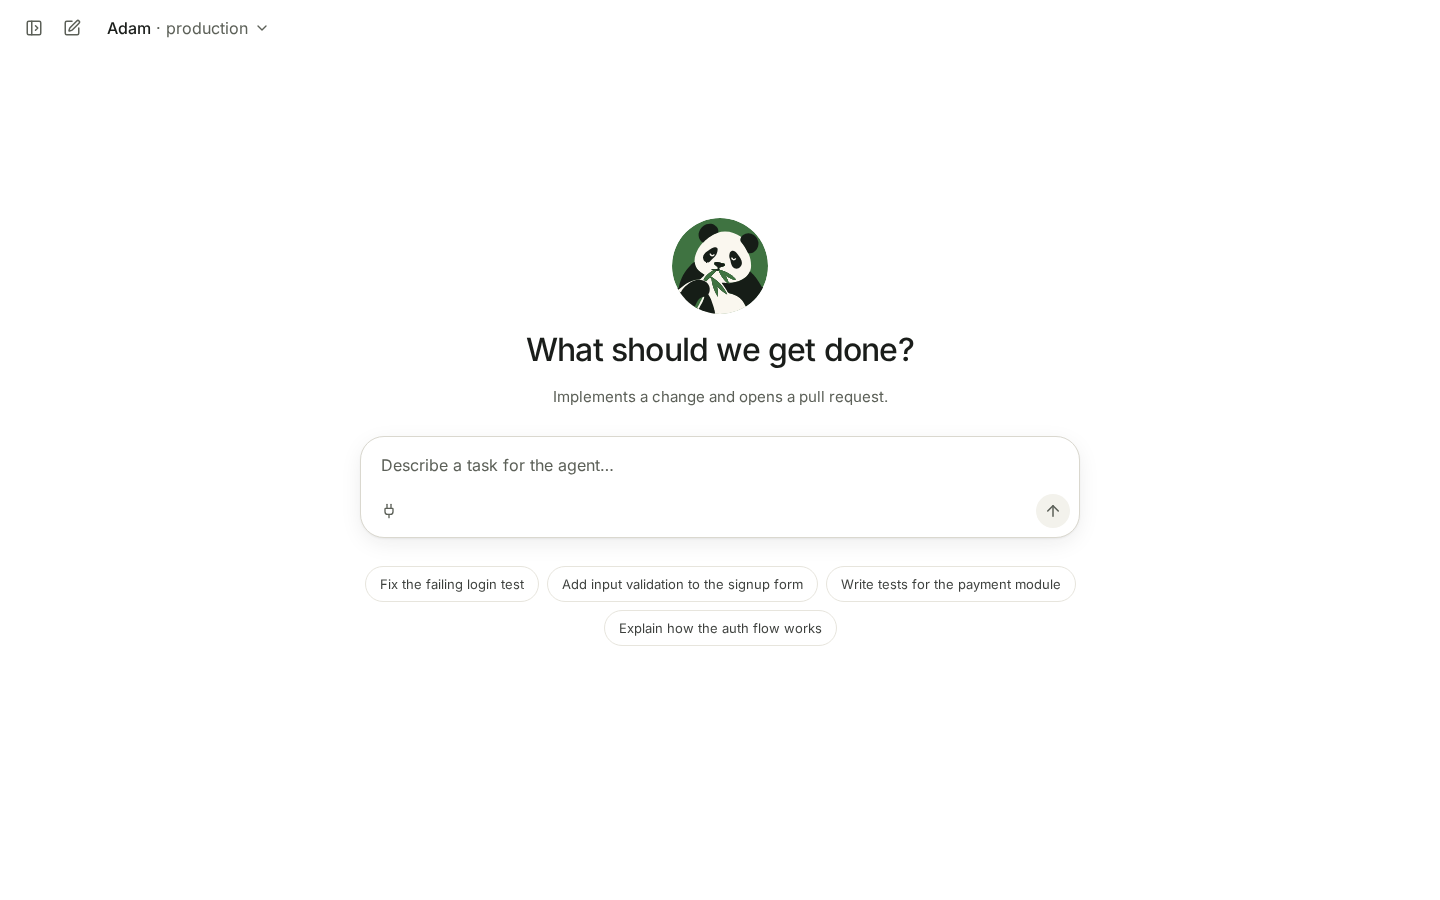 Adam · production
What should we get done?
Implements a change and opens a pull request.
Describe a task for the agent...
Fix the failing login test
Add input validation to the signup form
Write tests for the payment module
Explain how the auth flow works